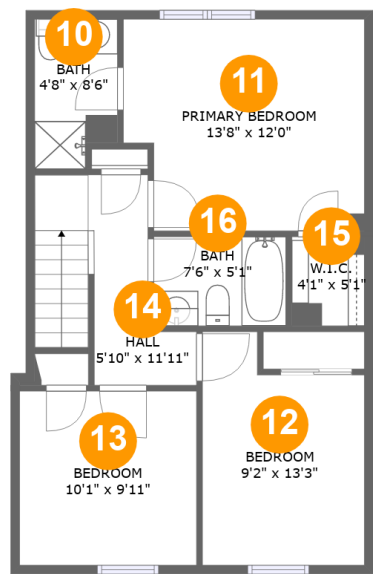 10
BATH
4'8" x 8'6"
11
PRIMARY BEDROOM
13'8" x 12'0"
16
BATH
7'6" x 5'1"
15
W.I.C.
4'1" x 5'1"
14
HALL
5'10" x 11'11"
13
BEDROOM
10'1" x 9'11"
12
BEDROOM
9'2" x 13'3"